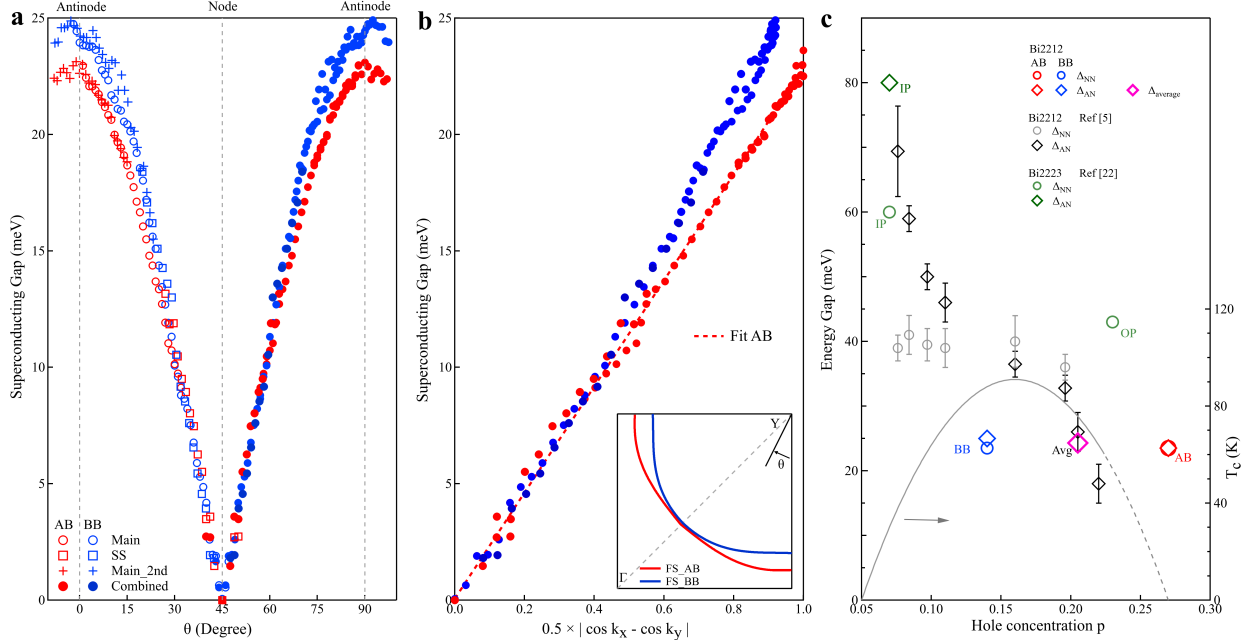 a
Antinode
Node
Antinode
Superconducting Gap (meV)
25
20
15
10
5
0
0
15
30
45
60
75
90
θ (Degree)
AB BB
Main
SS
Main_2nd
Combined
b
Superconducting Gap (meV)
25
20
15
10
5
0
0.0
0.2
0.4
0.6
0.8
1.0
0.5 × | cos kx - cos ky |
Fit AB
Y
θ
Γ
FS_AB
FS_BB
c
Energy Gap (meV)
80
60
40
20
0
0.05
0.10
0.15
0.20
0.25
0.30
Hole concentration p
120
80
40
0
Tc (K)
Bi2212
AB BB
ΔNN
ΔAN
Δaverage
Bi2212 Ref [5]
ΔNN
ΔAN
Bi2223 Ref [22]
ΔNN
ΔAN
IP
IP
OP
BB
Avg
AB